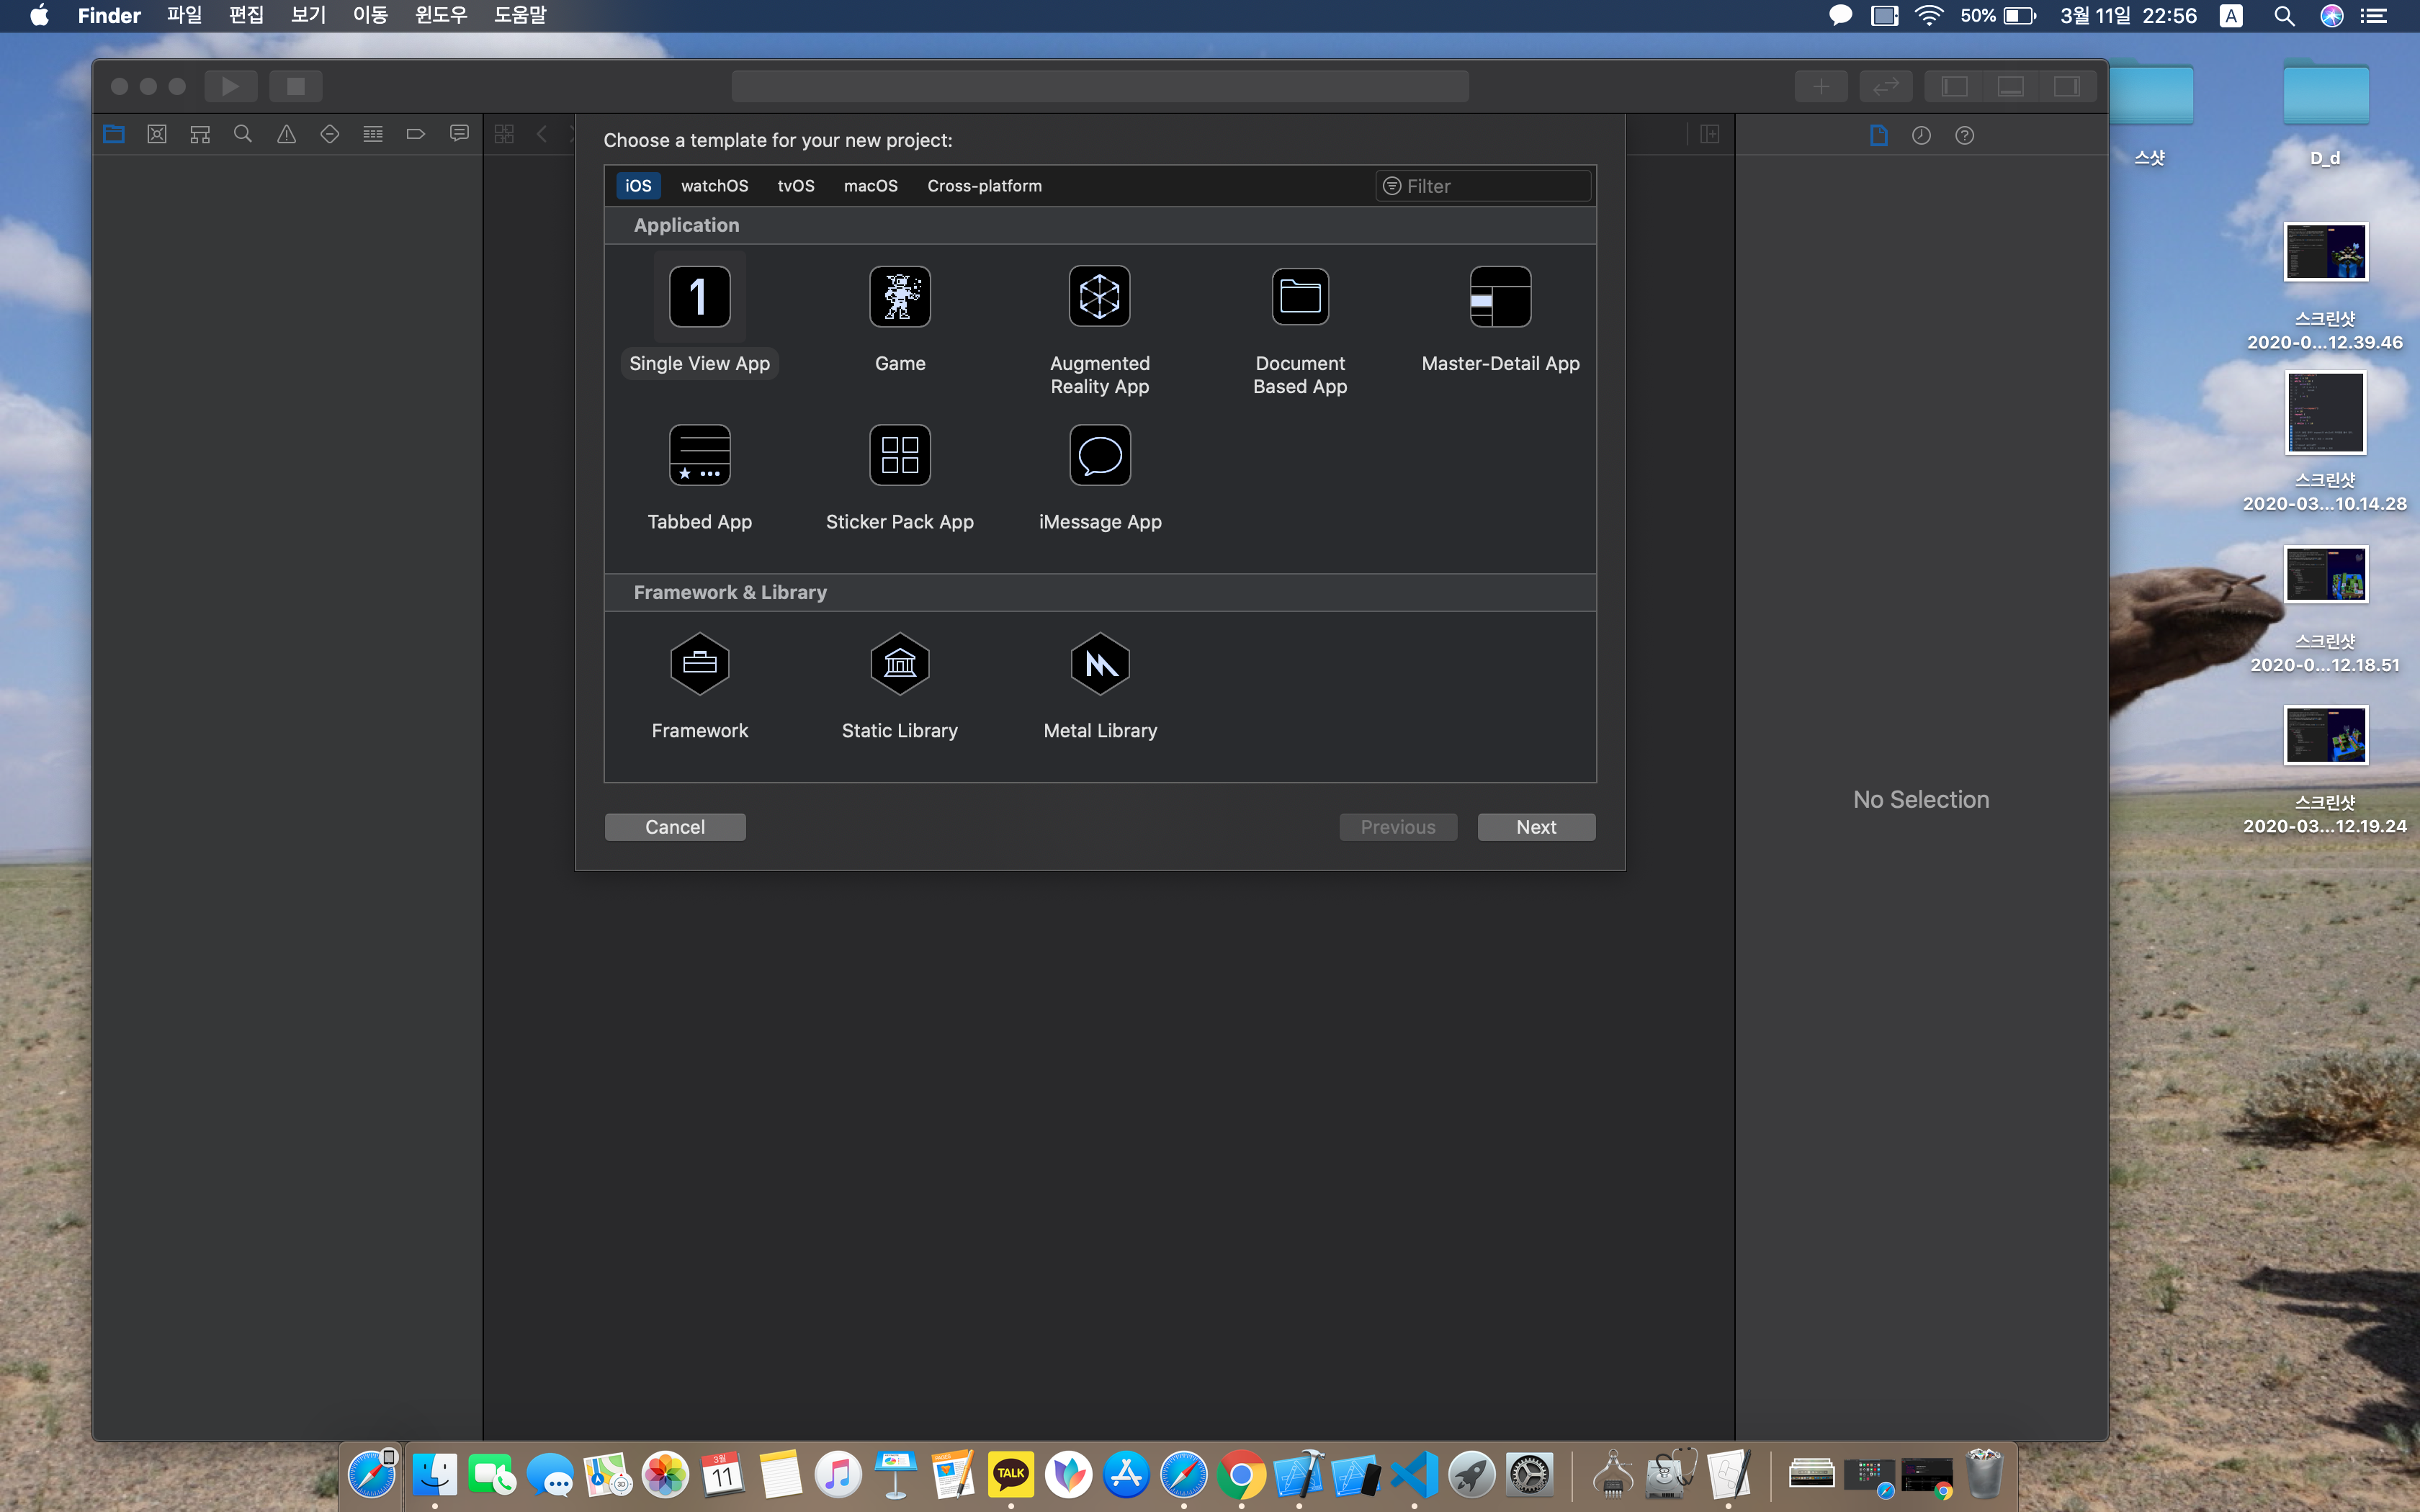 Finder 파일 편집 보기 이동 윈도우 도움말 50% 3월 11일 22:56 A
Choose a template for your new project:
iOS watchOS tvOS macOS Cross-platform Filter
Application
1
Single View App Game Augmented Reality App Document Based App Master-Detail App
Tabbed App Sticker Pack App iMessage App
Framework & Library
Framework Static Library Metal Library
Cancel Previous Next
No Selection
스샷 D_d
스크린샷
2020-0...12.39.46
스크린샷
2020-03...10.14.28
스크린샷
2020-0...12.18.51
스크린샷
2020-03...12.19.24
3D
3월
11
TALK